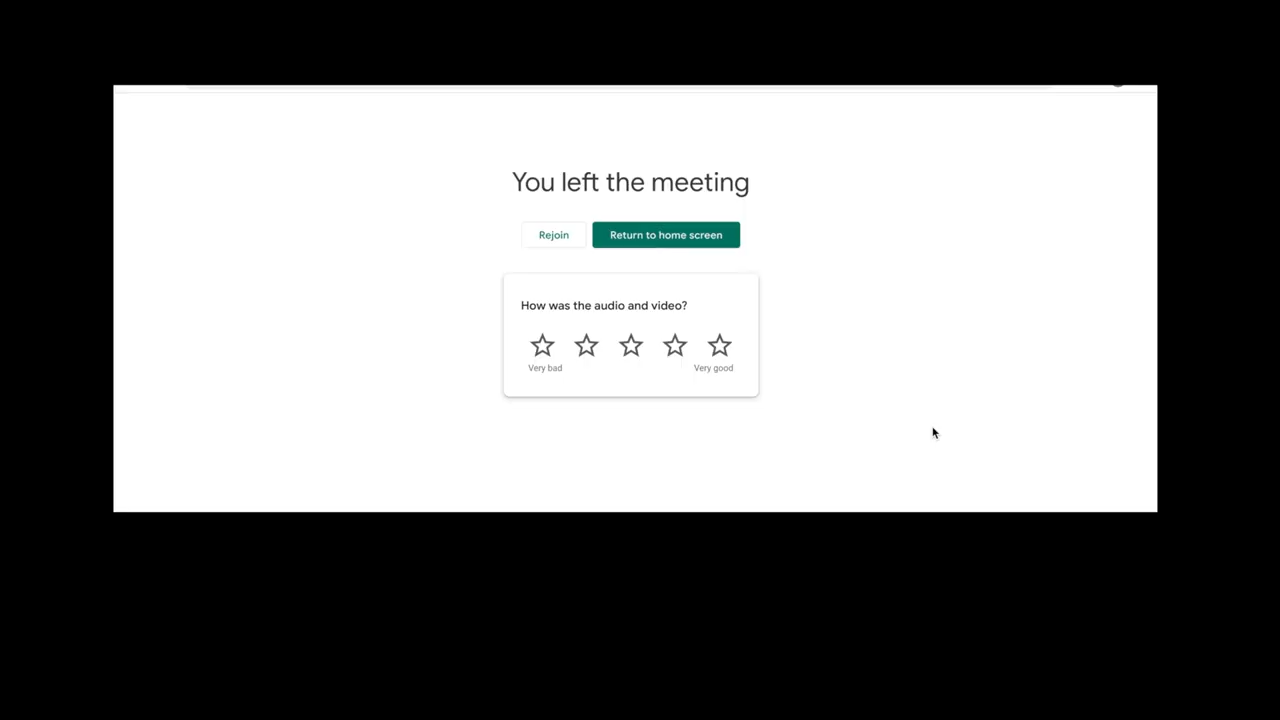 You left the meeting
Rejoin Return to home screen
How was the audio and video?
Very bad Very good